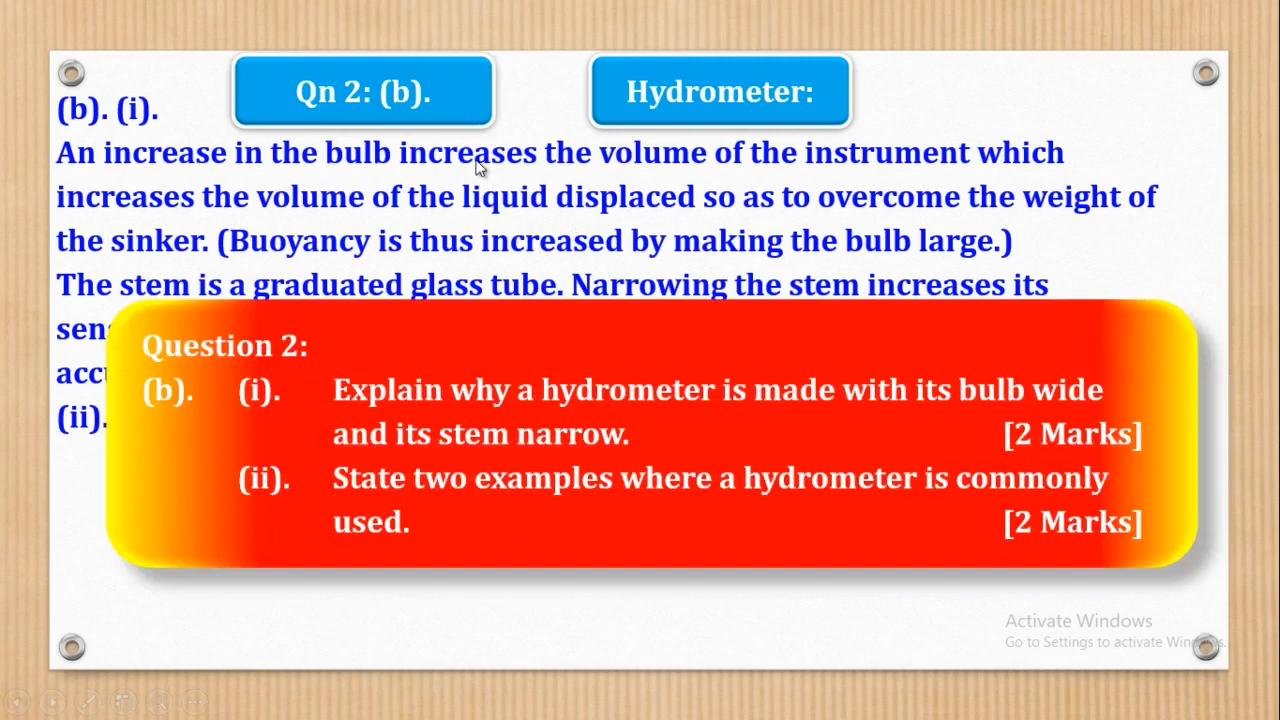 Qn 2: (b).
Hydrometer:
(b). (i).
An increase in the bulb increases the volume of the instrument which
increases the volume of the liquid displaced so as to overcome the weight of
the sinker. (Buoyancy is thus increased by making the bulb large.)
The stem is a graduated glass tube. Narrowing the stem increases its
(ii).
Question 2:
(b). (i). Explain why a hydrometer is made with its bulb wide
and its stem narrow. [2 Marks]
(ii). State two examples where a hydrometer is commonly
used. [2 Marks]
Activate Windows
Go to Settings to activate Windows.